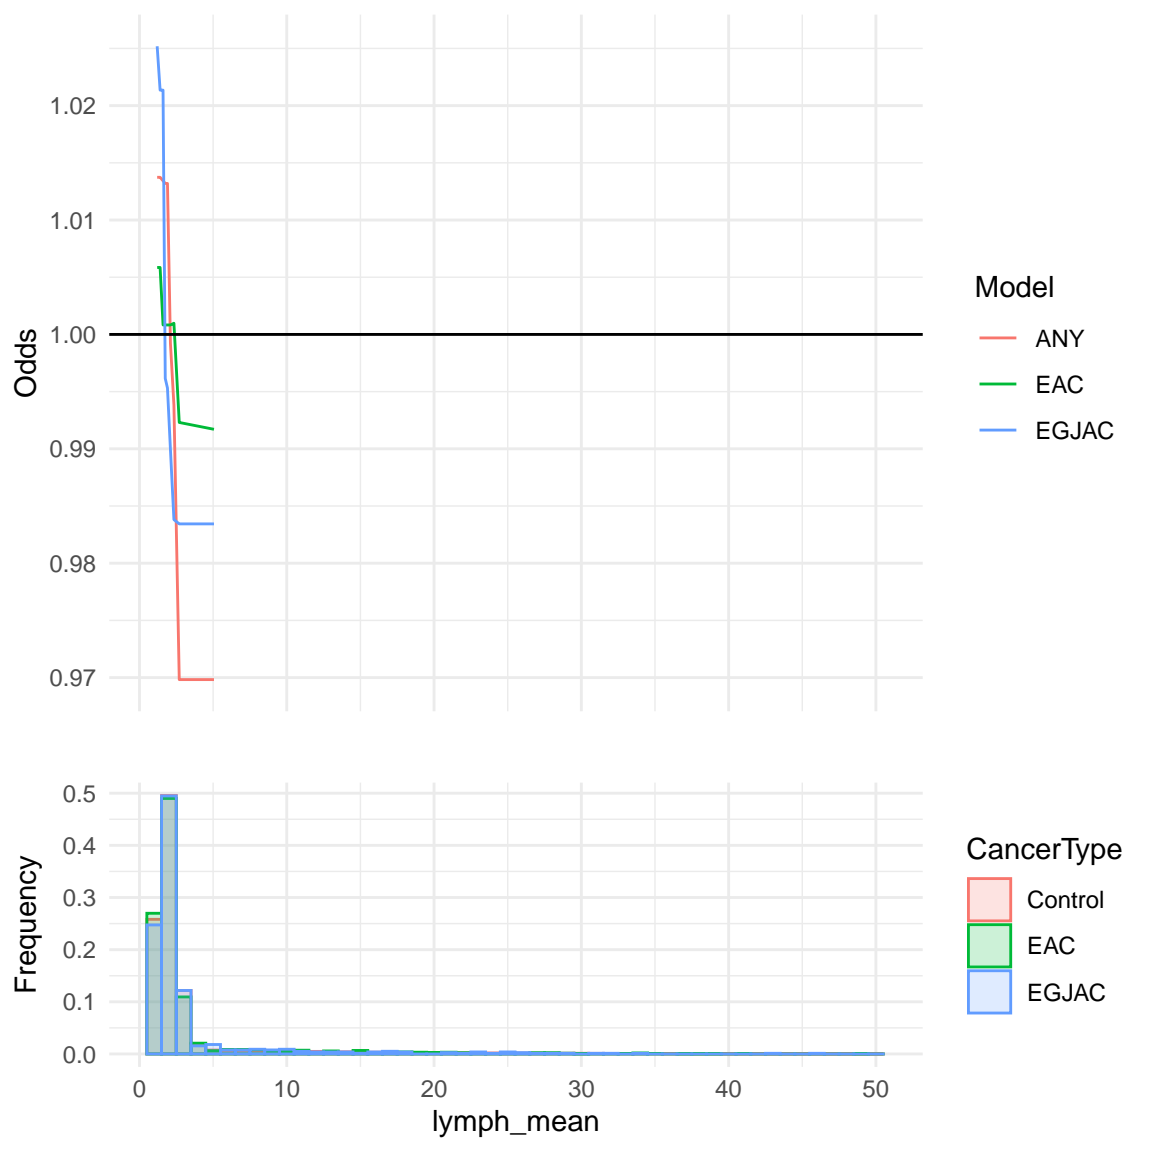 Odds
1.02
1.01
1.00
0.99
0.98
0.97
Model
ANY
EAC
EGJAC
Frequency
0.5
0.4
0.3
0.2
0.1
0.0
0 10 20 30 40 50
lymph_mean
CancerType
Control
EAC
EGJAC